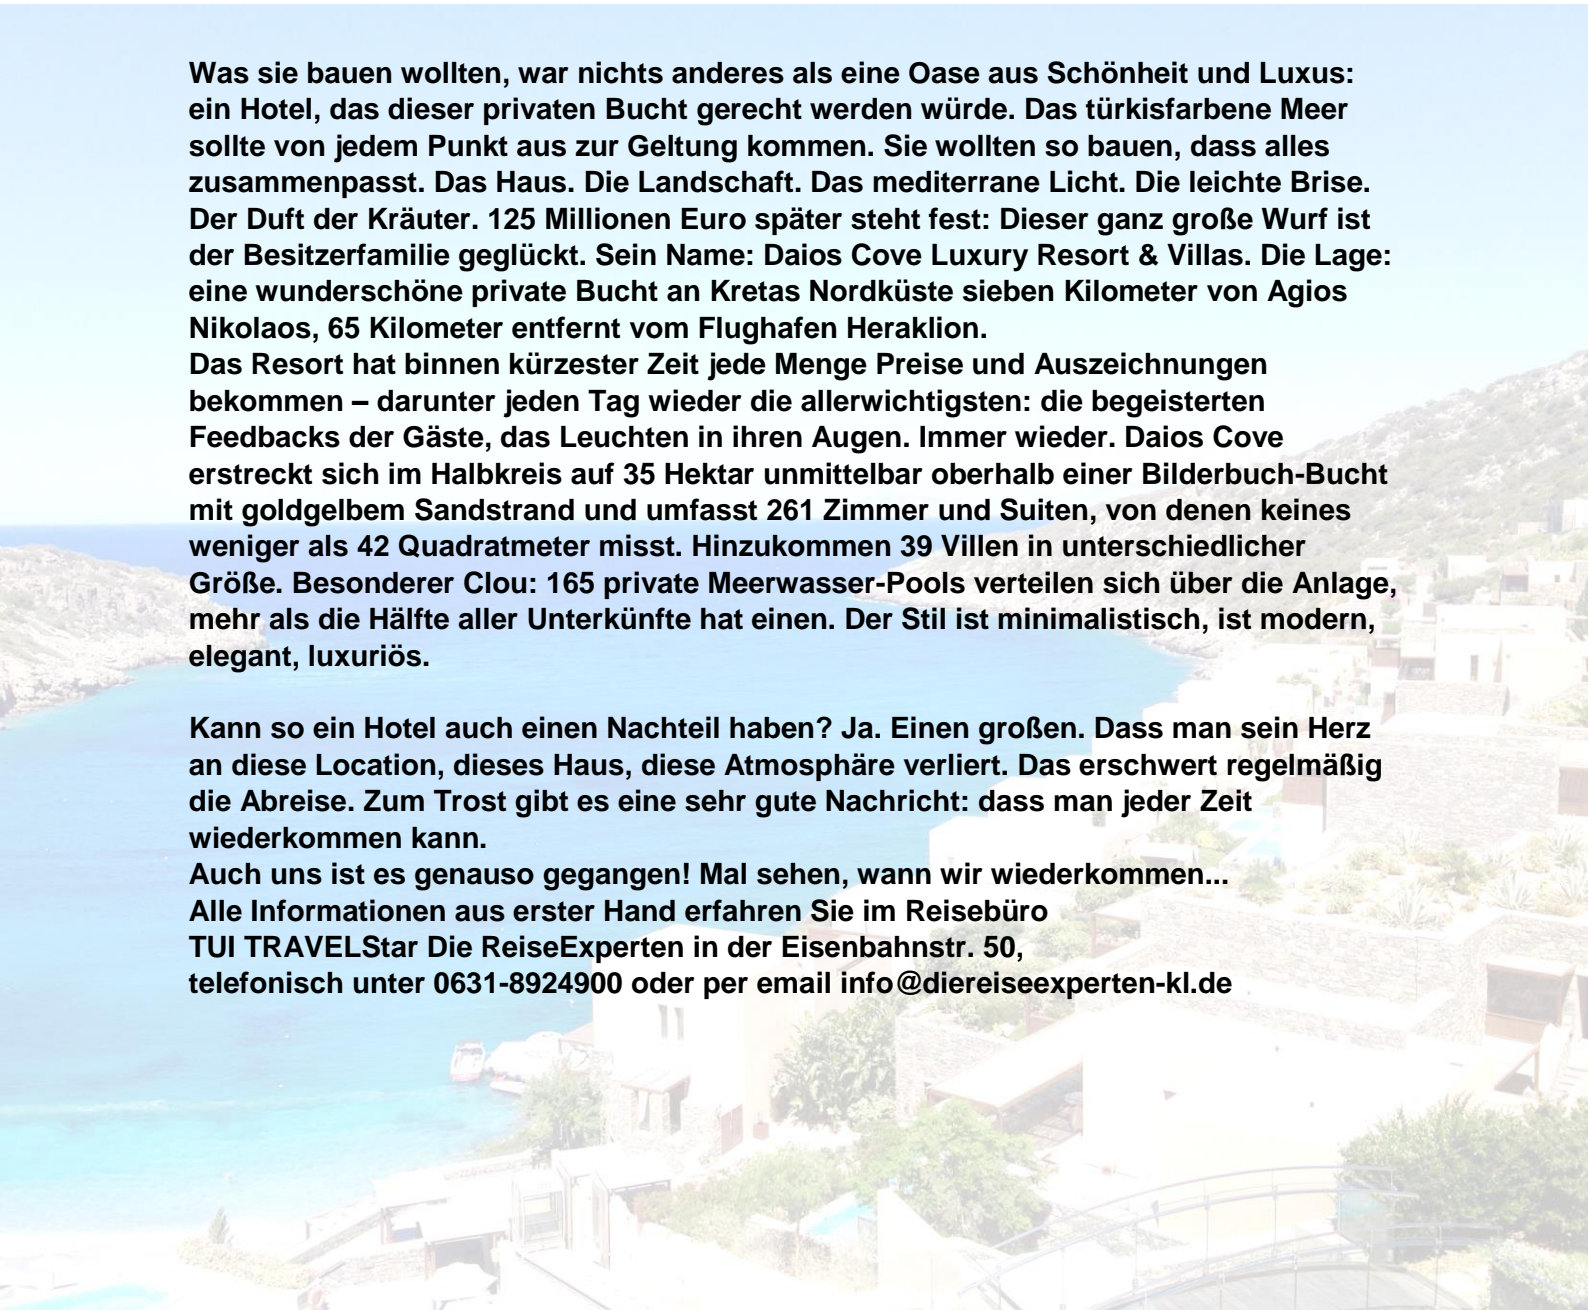 Was sie bauen wollten, war nichts anderes als eine Oase aus Schönheit und Luxus:
ein Hotel, das dieser privaten Bucht gerecht werden würde. Das türkisfarbene Meer
sollte von jedem Punkt aus zur Geltung kommen. Sie wollten so bauen, dass alles
zusammenpasst. Das Haus. Die Landschaft. Das mediterrane Licht. Die leichte Brise.
Der Duft der Kräuter. 125 Millionen Euro später steht fest: Dieser ganz große Wurf ist
der Besitzerfamilie geglückt. Sein Name: Daios Cove Luxury Resort & Villas. Die Lage:
eine wunderschöne private Bucht an Kretas Nordküste sieben Kilometer von Agios
Nikolaos, 65 Kilometer entfernt vom Flughafen Heraklion.
Das Resort hat binnen kürzester Zeit jede Menge Preise und Auszeichnungen
bekommen – darunter jeden Tag wieder die allerwichtigsten: die begeisterten
Feedbacks der Gäste, das Leuchten in ihren Augen. Immer wieder. Daios Cove
erstreckt sich im Halbkreis auf 35 Hektar unmittelbar oberhalb einer Bilderbuch-Bucht
mit goldgelbem Sandstrand und umfasst 261 Zimmer und Suiten, von denen keines
weniger als 42 Quadratmeter misst. Hinzukommen 39 Villen in unterschiedlicher
Größe. Besonderer Clou: 165 private Meerwasser-Pools verteilen sich über die Anlage,
mehr als die Hälfte aller Unterkünfte hat einen. Der Stil ist minimalistisch, ist modern,
elegant, luxuriös.
Kann so ein Hotel auch einen Nachteil haben? Ja. Einen großen. Dass man sein Herz
an diese Location, dieses Haus, diese Atmosphäre verliert. Das erschwert regelmäßig
die Abreise. Zum Trost gibt es eine sehr gute Nachricht: dass man jeder Zeit
wiederkommen kann.
Auch uns ist es genauso gegangen! Mal sehen, wann wir wiederkommen...
Alle Informationen aus erster Hand erfahren Sie im Reisebüro
TUI TRAVELStar Die ReiseExperten in der Eisenbahnstr. 50,
telefonisch unter 0631-8924900 oder per email info@diereiseexperten-kl.de